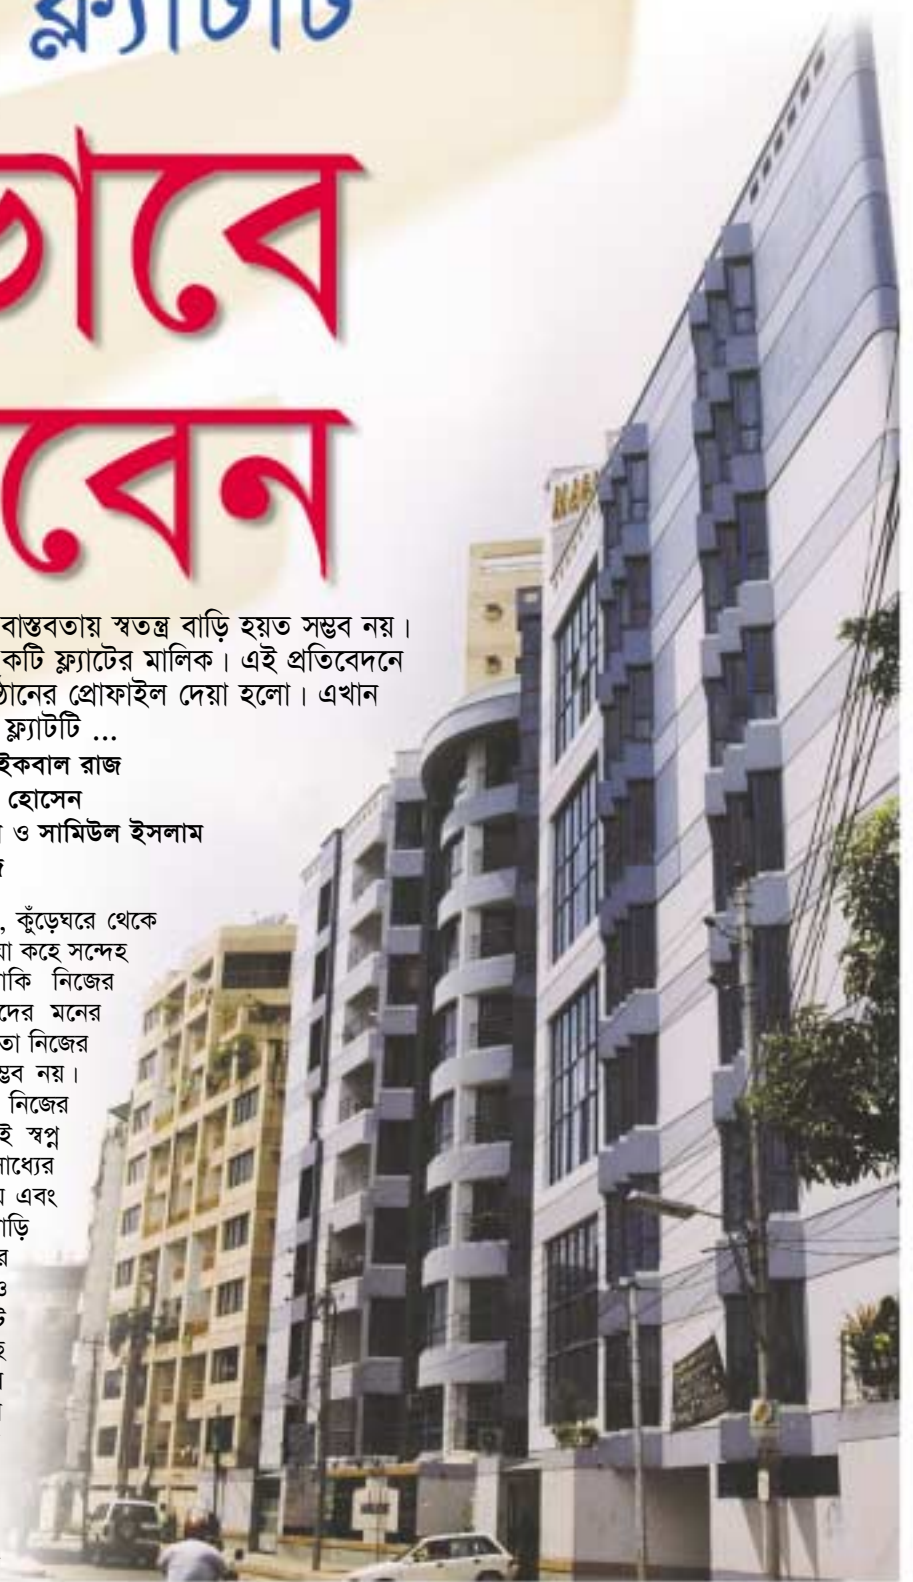 ফ্ল্যাটটি
ভাবে
বেন
বাস্তবতায় স্বতন্ত্র বাড়ি হয়ত সম্ভব নয়।
কটি ফ্ল্যাটের মালিক। এই প্রতিবেদনে
ঠানের প্রোফাইল দেয়া হলো। এখান
ফ্ল্যাটটি ...
ইকবাল রাজ
হোসেন
ও সামিউল ইসলাম
, কুঁড়েঘরে থেকে
য়া কহে সন্দেহ
াকি নিজের
দের মনের
তা নিজের
ম্ভব নয়।
নিজের
ই স্বপ্ন
সাধ্যের
এবং
াড়ি
র
ও